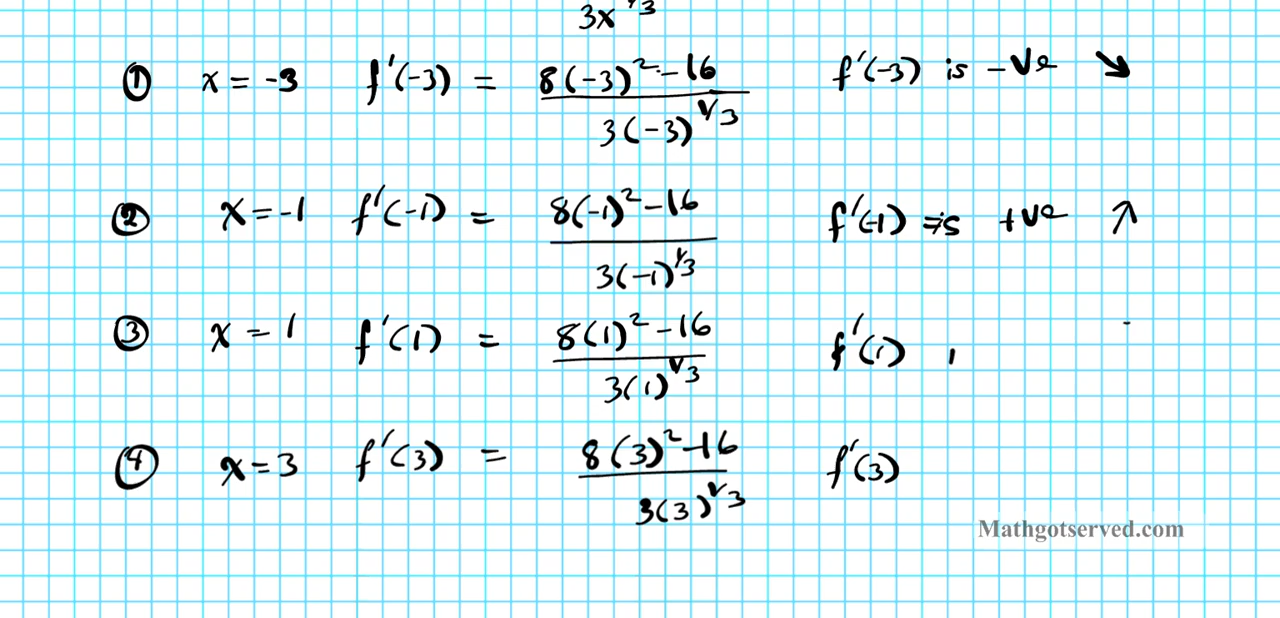 3x^1/3
① x = -3 f'(-3) = 8(-3)²-16 / 3(-3)^1/3 f'(-3) is -ve ↘
② x = -1 f'(-1) = 8(-1)²-16 / 3(-1)^1/3 f'(-1) is +ve ↗
③ x = 1 f'(1) = 8(1)²-16 / 3(1)^1/3 f'(1) ı
④ x = 3 f'(3) = 8(3)²-16 / 3(3)^1/3 f'(3)
Mathgotserved.com